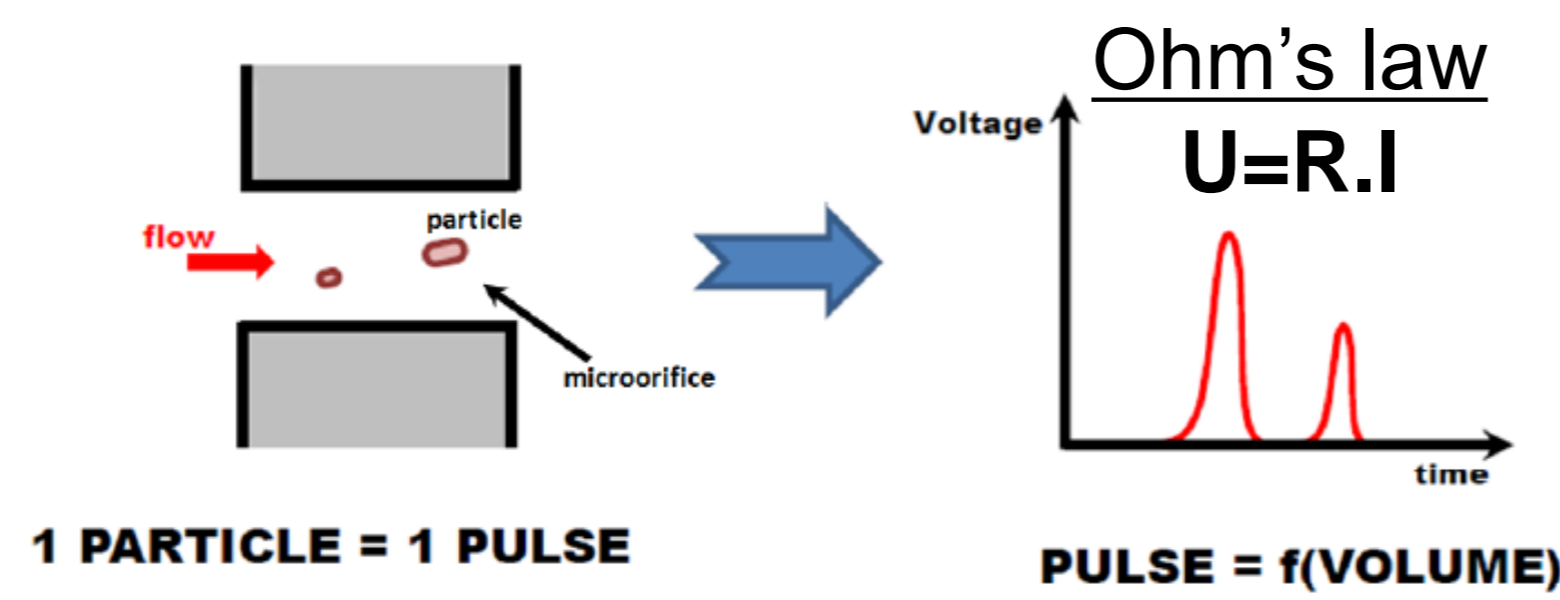 flow
particle
microorifice
1 PARTICLE = 1 PULSE
Ohm’s law
Voltage
U=R.I
time
PULSE = f(VOLUME)